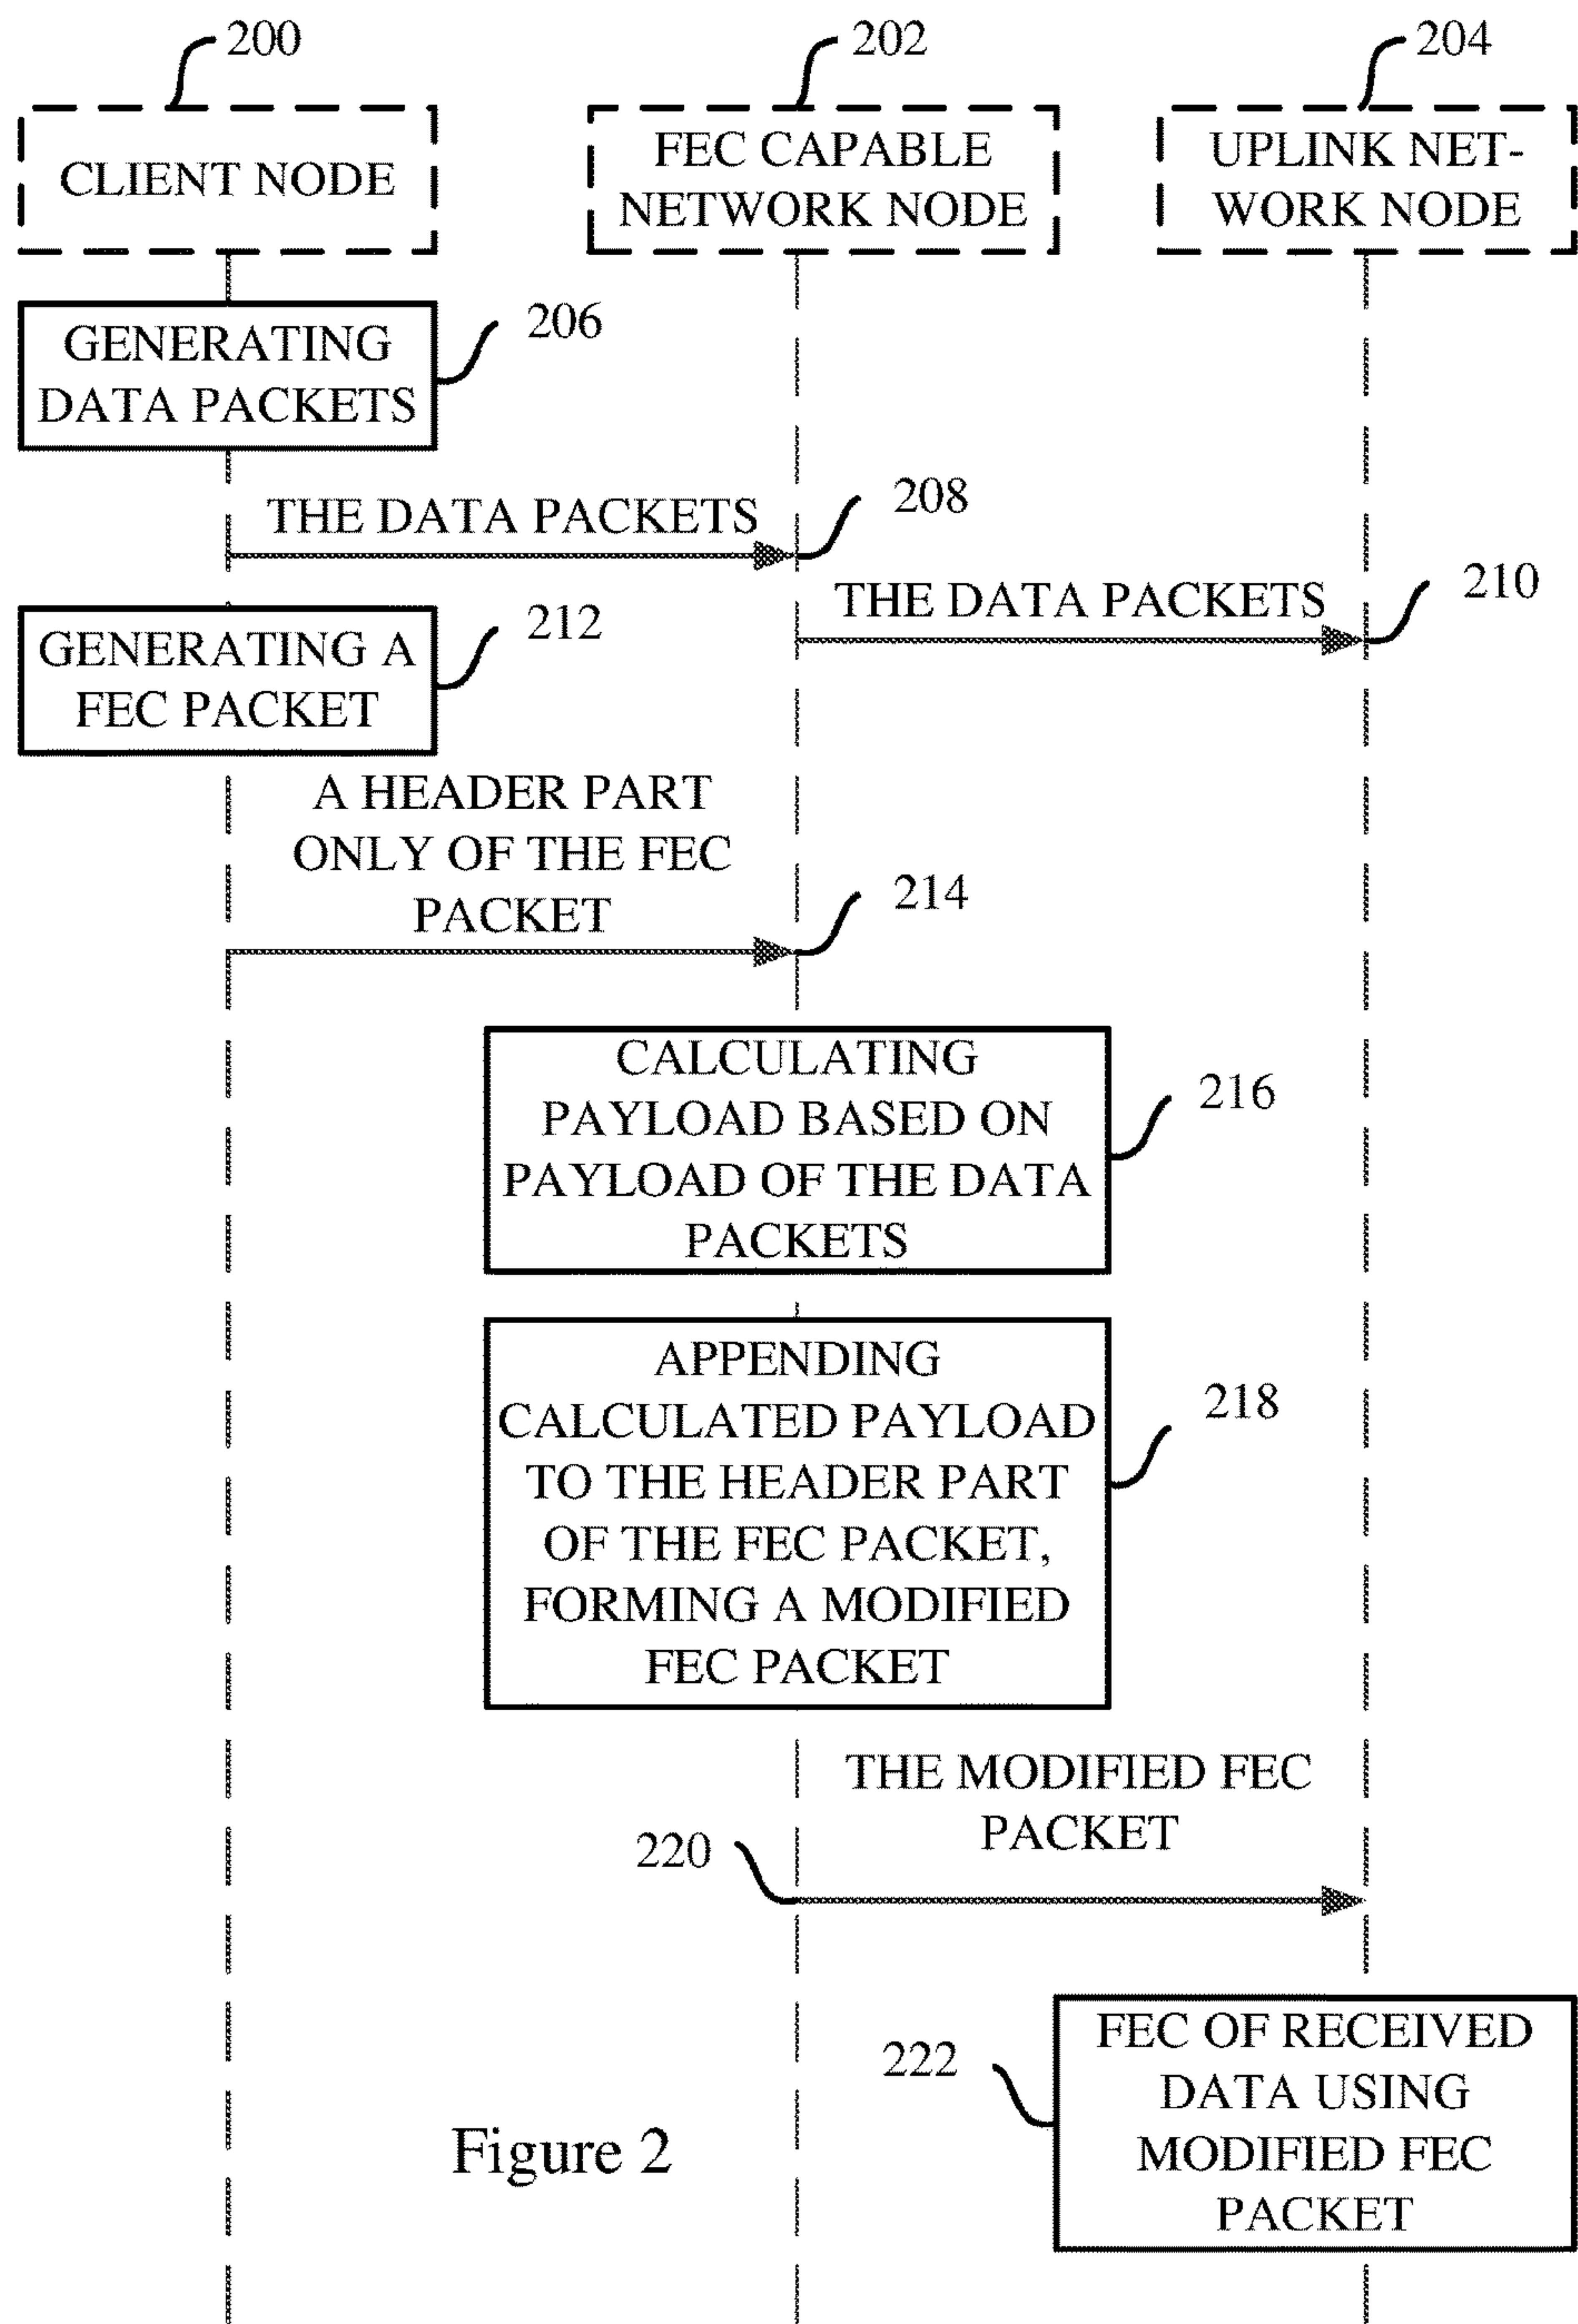 200
202
204
CLIENT NODE
FEC CAPABLE
NETWORK NODE
UPLINK NET-
WORK NODE
GENERATING
DATA PACKETS
206
THE DATA PACKETS
208
THE DATA PACKETS
210
GENERATING A
FEC PACKET
212
A HEADER PART
ONLY OF THE FEC
PACKET
214
CALCULATING
PAYLOAD BASED ON
PAYLOAD OF THE DATA
PACKETS
216
APPENDING
CALCULATED PAYLOAD
TO THE HEADER PART
OF THE FEC PACKET,
FORMING A MODIFIED
FEC PACKET
218
THE MODIFIED FEC
PACKET
220
FEC OF RECEIVED
DATA USING
MODIFIED FEC
PACKET
222
Figure 2